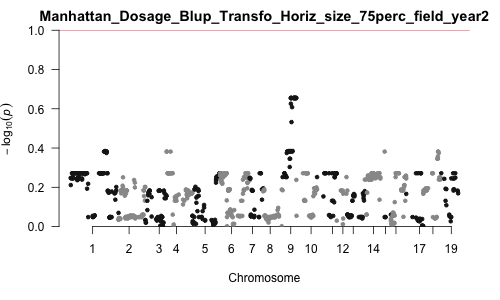 Manhattan_Dosage_Blup_Transfo_Horiz_size_75perc_field_year2
− log₁₀(p)
1.0
0.8
0.6
0.4
0.2
0.0
1 2 3 4 5 6 7 8 9 10 12 14 17 19
Chromosome